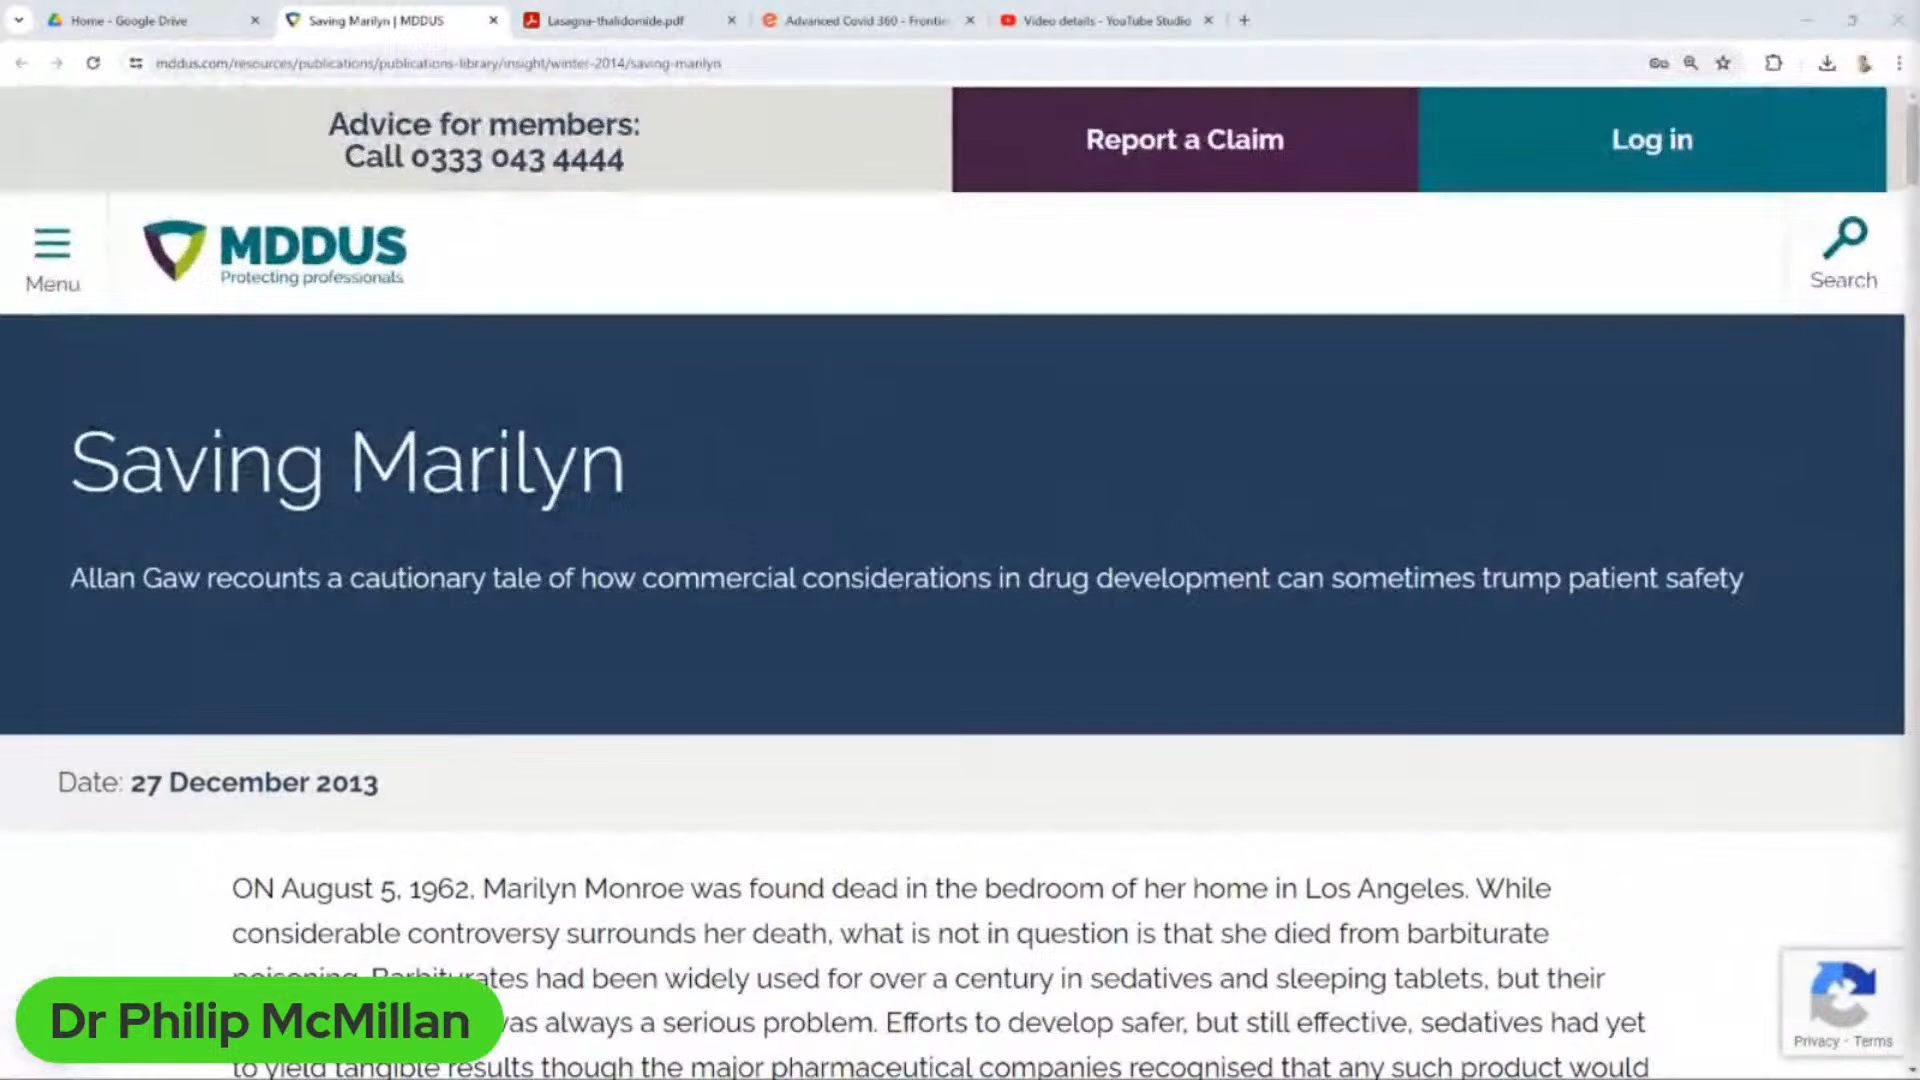 Home - Google Drive
Saving Marilyn | MDDUS
Lasagna-thalidomide.pdf
Advanced Covid 360 - Frontie
Video details - YouTube Studio
mddus.com/resources/publications/publications-library/insight/winter-2014/saving-marilyn
Advice for members:
Call 0333 043 4444
Report a Claim
Log in
Menu
MDDUS
Protecting professionals
Search
Saving Marilyn
Allan Gaw recounts a cautionary tale of how commercial considerations in drug development can sometimes trump patient safety
Date: 27 December 2013
ON August 5, 1962, Marilyn Monroe was found dead in the bedroom of her home in Los Angeles. While
considerable controversy surrounds her death, what is not in question is that she died from barbiturate
poisoning. Barbiturates had been widely used for over a century in sedatives and sleeping tablets, but their
was always a serious problem. Efforts to develop safer, but still effective, sedatives had yet
to yield tangible results though the major pharmaceutical companies recognised that any such product would
Dr Philip McMillan
Privacy - Terms